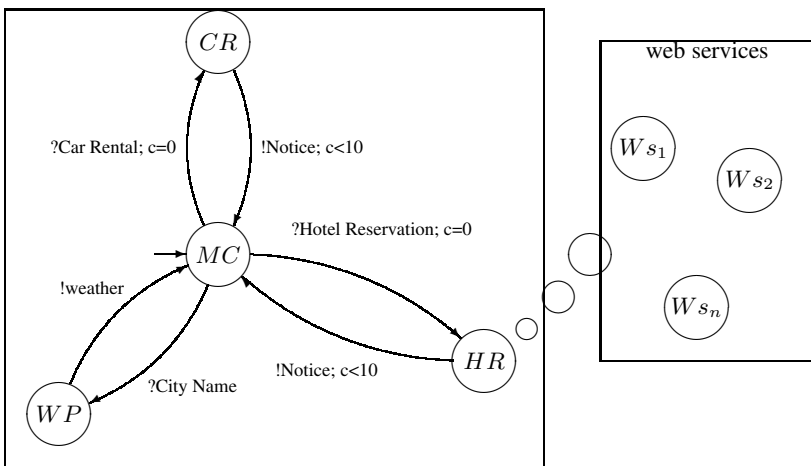 CR
web services
?Car Rental; c=0
!Notice; c<10
Ws1
Ws2
?Hotel Reservation; c=0
MC
!weather
Wsn
HR
!Notice; c<10
?City Name
WP